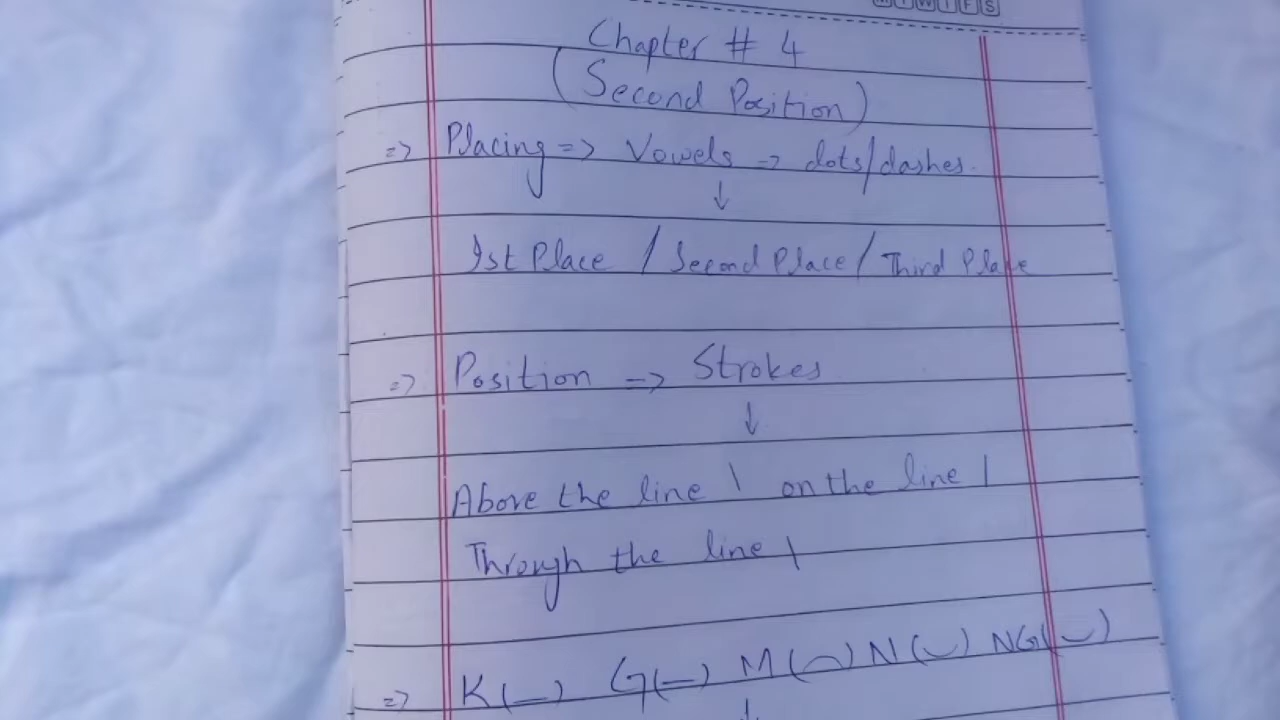 M T W T F S
Chapter # 4
(Second Position)
=> Placing => Vowels => dots/dashes.
↓
1st Place / Second Place / Third Place
=> Position => Strokes
↓
Above the line \ on the line |
Through the line \
=> K(—) G(—) M(⌒) N(‿) NG(‿)
↓